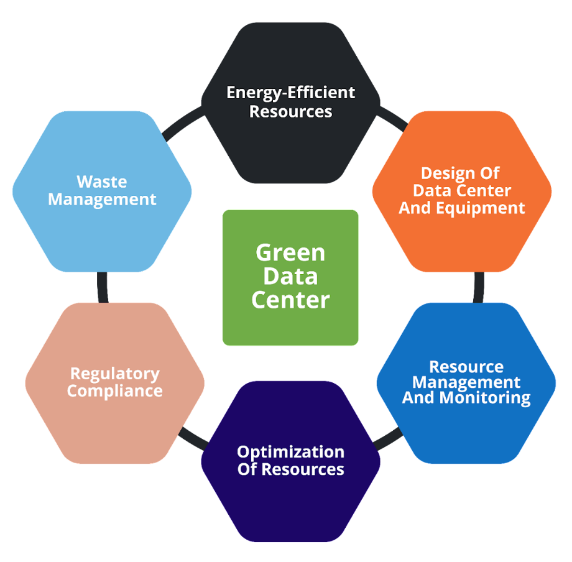 Energy-Efficient
Resources
Design Of
Data Center
And Equipment
Resource
Management
And Monitoring
Optimization
Of Resources
Regulatory
Compliance
Waste
Management
Green
Data
Center